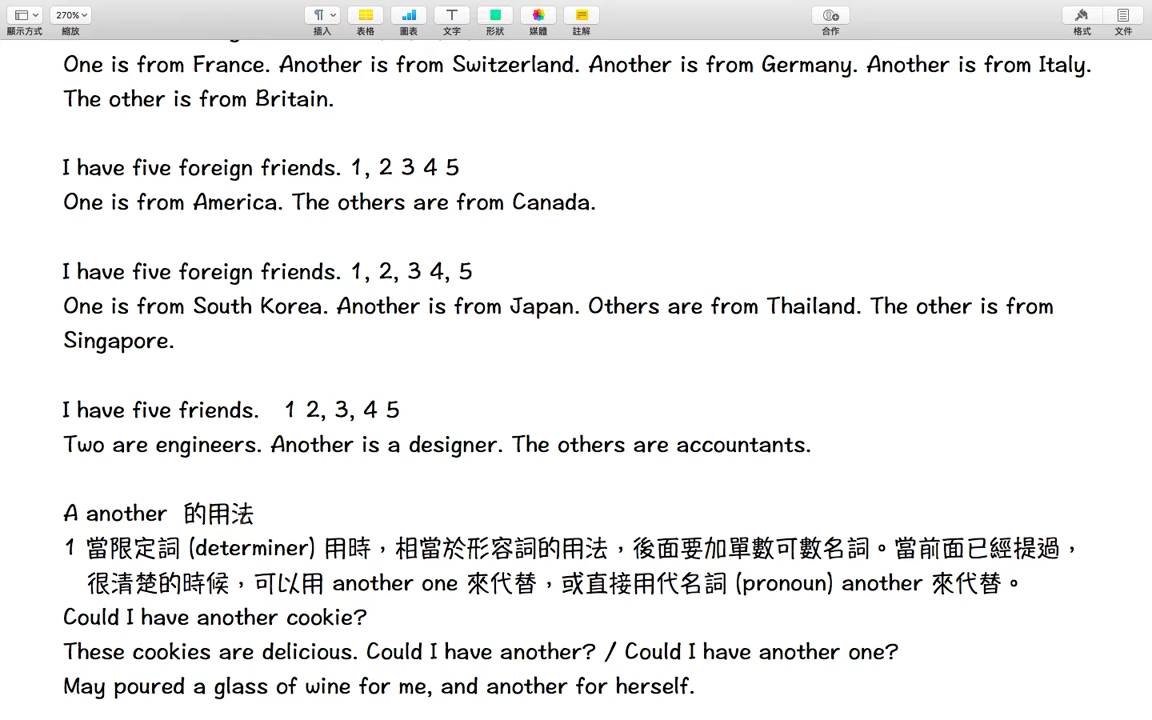 270%
顯示方式 縮放 插入 表格 圖表 文字 形狀 媒體 註解 合作 格式 文件
One is from France. Another is from Switzerland. Another is from Germany. Another is from Italy.
The other is from Britain.
I have five foreign friends. 1, 2 3 4 5
One is from America. The others are from Canada.
I have five foreign friends. 1, 2, 3 4, 5
One is from South Korea. Another is from Japan. Others are from Thailand. The other is from
Singapore.
I have five friends. 1 2, 3, 4 5
Two are engineers. Another is a designer. The others are accountants.
A another 的用法
1 當限定詞 (determiner) 用時，相當於形容詞的用法，後面要加單數可數名詞。當前面已經提過，
很清楚的時候，可以用 another one 來代替，或直接用代名詞 (pronoun) another 來代替。
Could I have another cookie?
These cookies are delicious. Could I have another? / Could I have another one?
May poured a glass of wine for me, and another for herself.